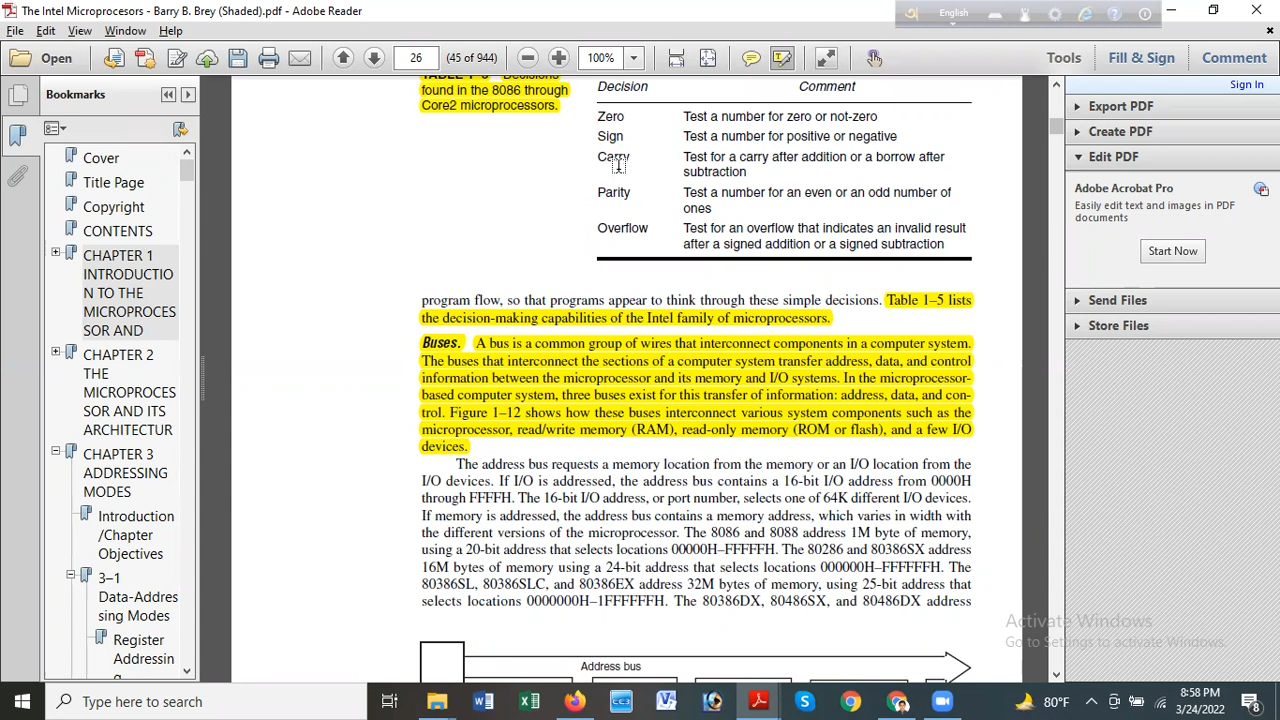 The Intel Microprocesors - Barry B. Brey (Shaded).pdf - Adobe Reader
English
File Edit View Window Help
Open
26 (45 of 944)
100%
Tools
Fill & Sign
Comment
Bookmarks
Cover
Title Page
Copyright
CONTENTS
CHAPTER 1
INTRODUCTIO
N TO THE
MICROPROCES
SOR AND
CHAPTER 2
THE
MICROPROCES
SOR AND ITS
ARCHITECTUR
CHAPTER 3
ADDRESSING
MODES
Introduction
/Chapter
Objectives
3–1
Data-Addres
sing Modes
Register
Addressin
g
found in the 8086 through
Core2 microprocessors.
Decision Comment
Zero Test a number for zero or not-zero
Sign Test a number for positive or negative
Carry Test for a carry after addition or a borrow after
subtraction
Parity Test a number for an even or an odd number of
ones
Overflow Test for an overflow that indicates an invalid result
after a signed addition or a signed subtraction
program flow, so that programs appear to think through these simple decisions. Table 1–5 lists
the decision-making capabilities of the Intel family of microprocessors.
Buses. A bus is a common group of wires that interconnect components in a computer system.
The buses that interconnect the sections of a computer system transfer address, data, and control
information between the microprocessor and its memory and I/O systems. In the microprocessor-
based computer system, three buses exist for this transfer of information: address, data, and con-
trol. Figure 1–12 shows how these buses interconnect various system components such as the
microprocessor, read/write memory (RAM), read-only memory (ROM or flash), and a few I/O
devices.
The address bus requests a memory location from the memory or an I/O location from the
I/O devices. If I/O is addressed, the address bus contains a 16-bit I/O address from 0000H
through FFFFH. The 16-bit I/O address, or port number, selects one of 64K different I/O devices.
If memory is addressed, the address bus contains a memory address, which varies in width with
the different versions of the microprocessor. The 8086 and 8088 address 1M byte of memory,
using a 20-bit address that selects locations 00000H–FFFFFH. The 80286 and 80386SX address
16M bytes of memory using a 24-bit address that selects locations 000000H–FFFFFFH. The
80386SL, 80386SLC, and 80386EX address 32M bytes of memory, using 25-bit address that
selects locations 0000000H–1FFFFFFH. The 80386DX, 80486SX, and 80486DX address
Address bus
Sign In
Export PDF
Create PDF
Edit PDF
Adobe Acrobat Pro
Easily edit text and images in PDF
documents
Start Now
Send Files
Store Files
Activate Windows
Go to Settings to activate Windows.
Type here to search
80°F
8:58 PM
3/24/2022
8